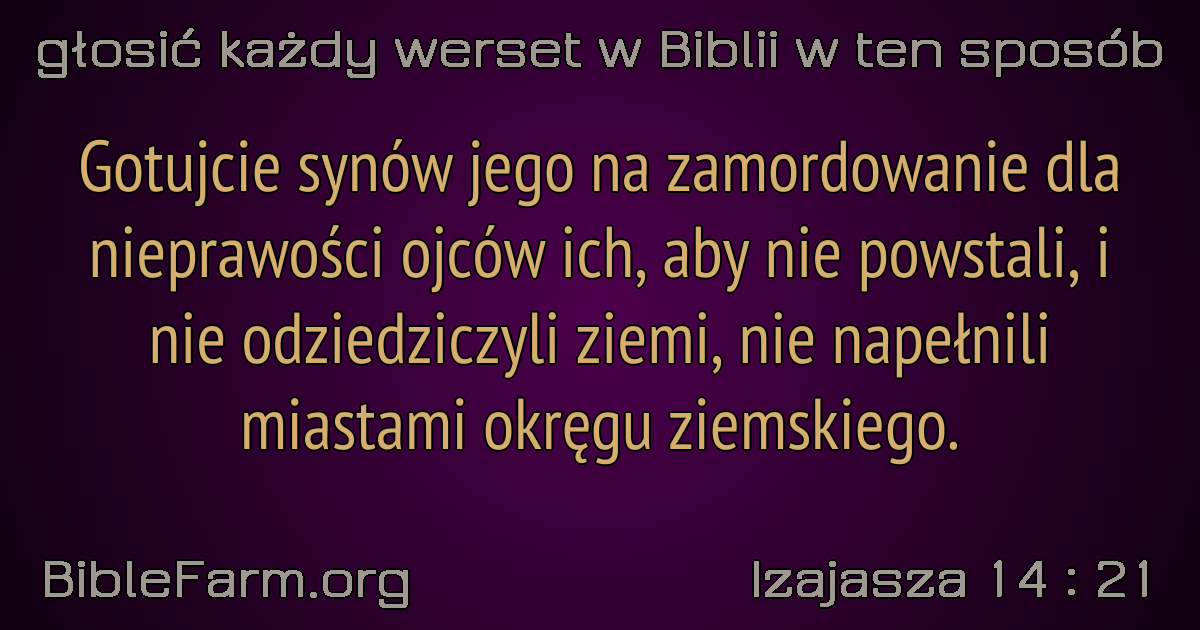 głosić każdy werset w Biblii w ten sposób
Gotujcie synów jego na zamordowanie dla
nieprawości ojców ich, aby nie powstali, i
nie odziedziczyli ziemi, nie napełnili
miastami okręgu ziemskiego.
BibleFarm.org
Izajasza 14 : 21